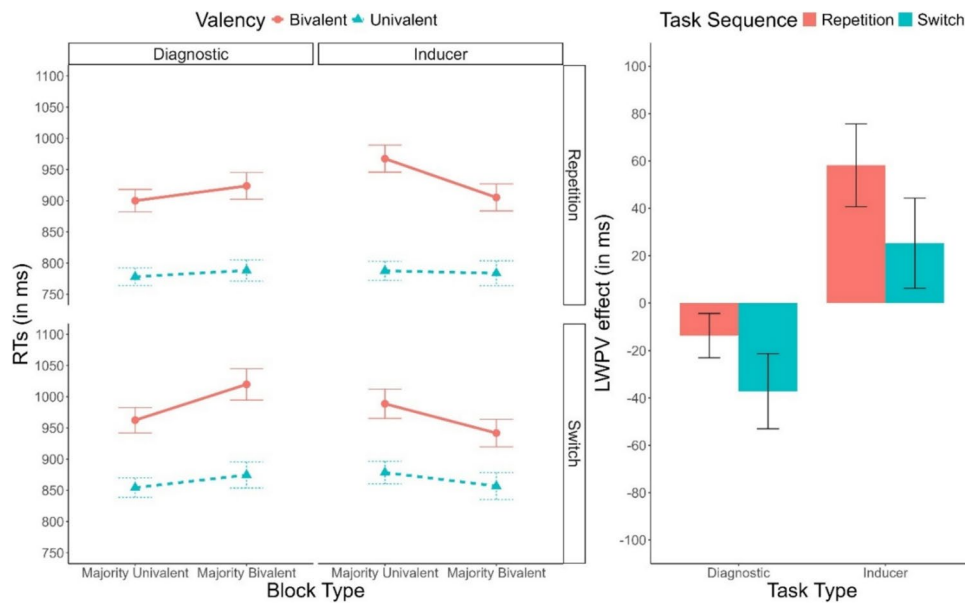 Valency Bivalent Univalent
Diagnostic Inducer
1100
1050
1000
950
900
850
800
750
Repetition
1100
1050
1000
950
900
850
800
750
Switch
RTs (in ms)
Majority Univalent Majority Bivalent Majority Univalent Majority Bivalent
Block Type
Task Sequence Repetition Switch
100
80
60
40
20
0
-20
-40
-60
-80
-100
LWPV effect (in ms)
Diagnostic Inducer
Task Type